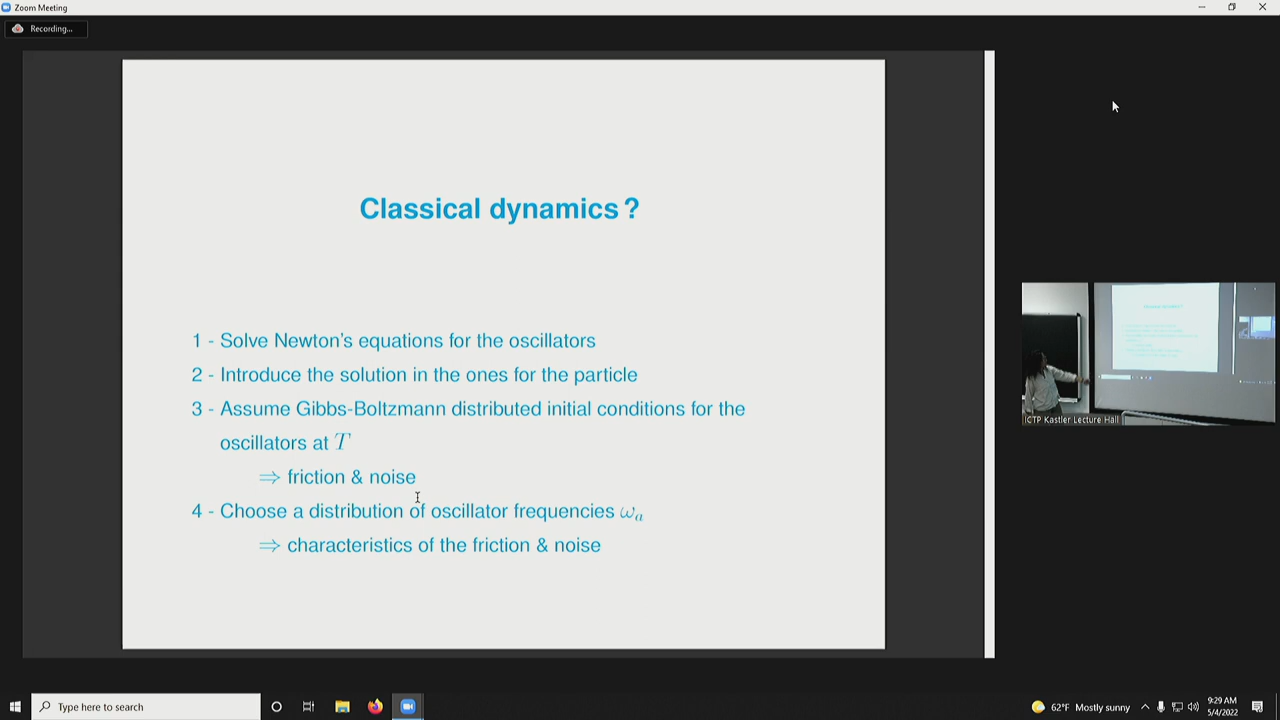 Zoom Meeting
Recording...
Classical dynamics ?
1 - Solve Newton's equations for the oscillators
2 - Introduce the solution in the ones for the particle
3 - Assume Gibbs-Boltzmann distributed initial conditions for the
oscillators at T
⇒ friction & noise
4 - Choose a distribution of oscillator frequencies ωₐ
⇒ characteristics of the friction & noise
ICTP Kastler Lecture Hall
Type here to search
62°F Mostly sunny
9:29 AM
5/4/2022